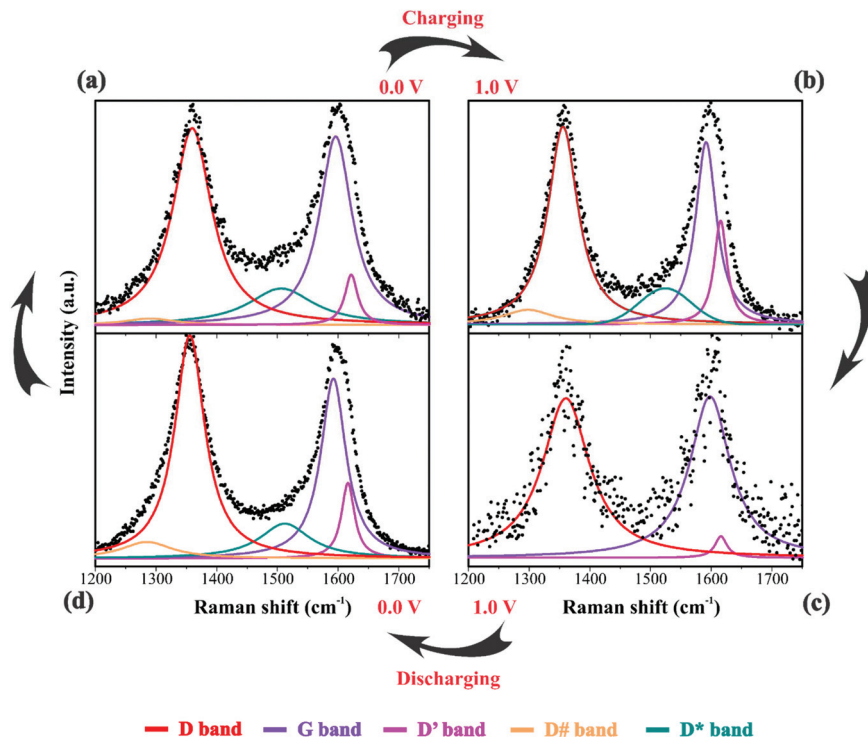 Charging
(a)
0.0 V
1.0 V
(b)
Intensity (a.u.)
1200 1300 1400 1500 1600 1700
1200 1300 1400 1500 1600 1700
Raman shift (cm⁻¹)
Raman shift (cm⁻¹)
(d)
0.0 V
1.0 V
(c)
Discharging
D band
G band
D' band
D# band
D* band